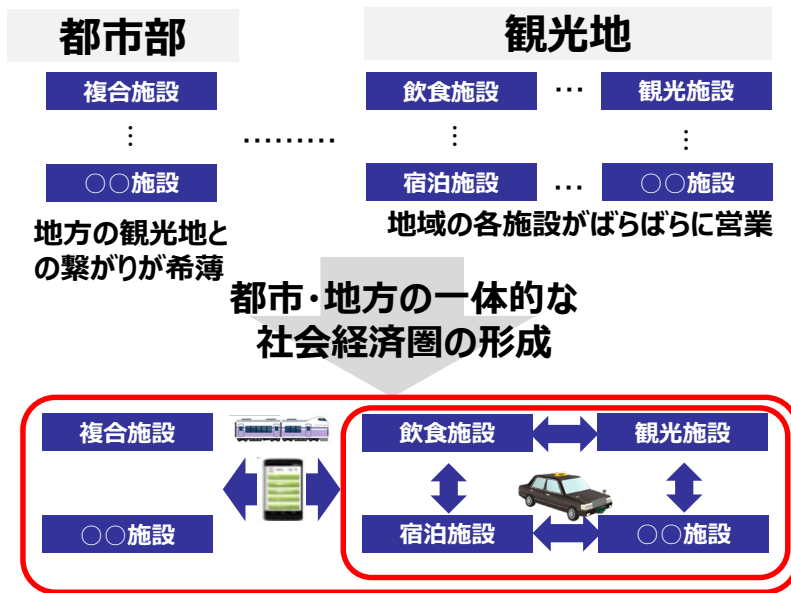 都市部
観光地
複合施設
飲食施設
…
観光施設
⋮
………
⋮
⋮
○○施設
宿泊施設
…
○○施設
地方の観光地と
の繋がりが希薄
地域の各施設がばらばらに営業
都市・地方の一体的な
社会経済圏の形成
複合施設
飲食施設
観光施設
○○施設
宿泊施設
○○施設